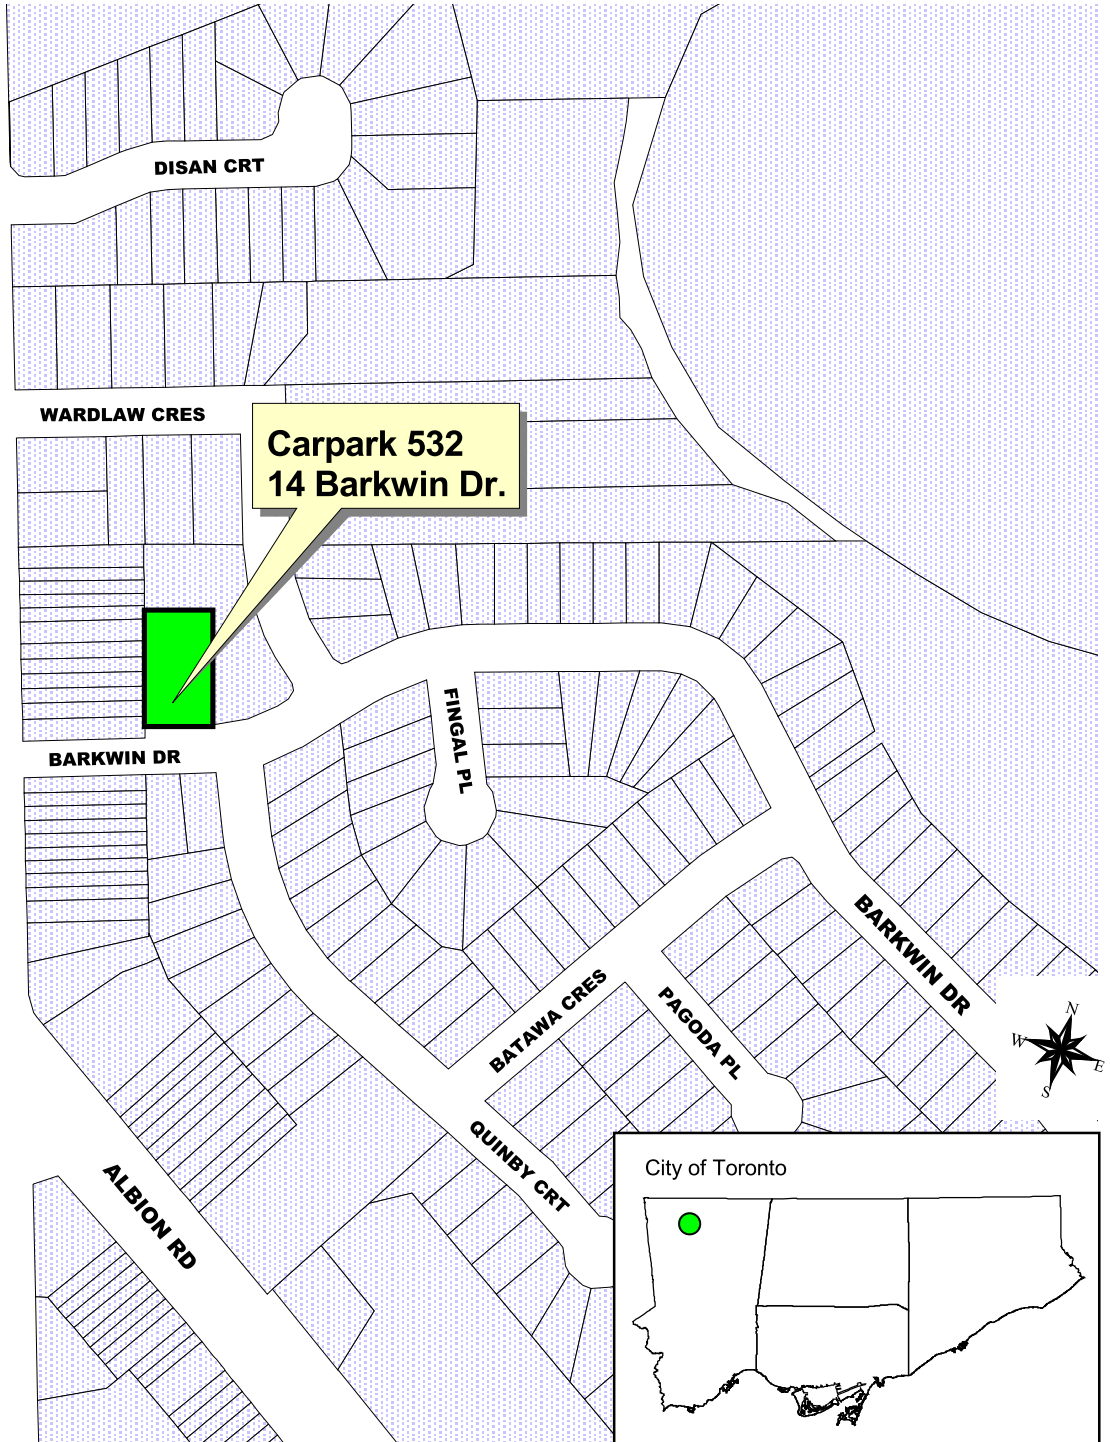 DISAN CRT
WARDLAW CRES
Carpark 532
14 Barkwin Dr.
FINGAL PL
BARKWIN DR
BARKWIN DR
BATAWA CRES
PAGODA PL
N
W
E
S
QUINBY CRT
ALBION RD
City of Toronto